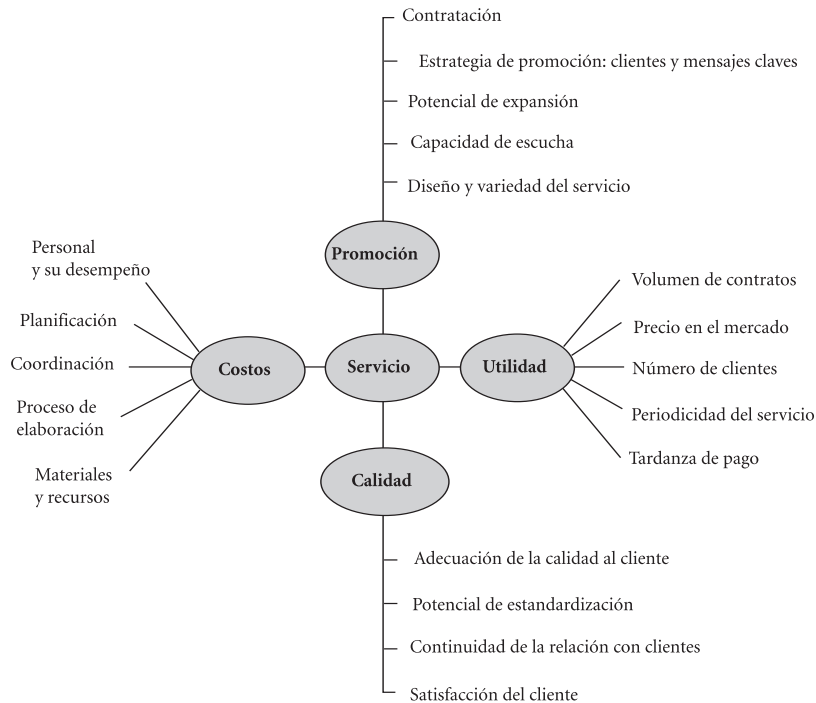 Contratación
Estrategia de promoción: clientes y mensajes claves
Potencial de expansión
Capacidad de escucha
Diseño y variedad del servicio
Promoción
Personal
y su desempeño
Planificación
Coordinación
Proceso de
elaboración
Materiales
y recursos
Costos
Servicio
Utilidad
Volumen de contratos
Precio en el mercado
Número de clientes
Periodicidad del servicio
Tardanza de pago
Calidad
Adecuación de la calidad al cliente
Potencial de estandardización
Continuidad de la relación con clientes
Satisfacción del cliente